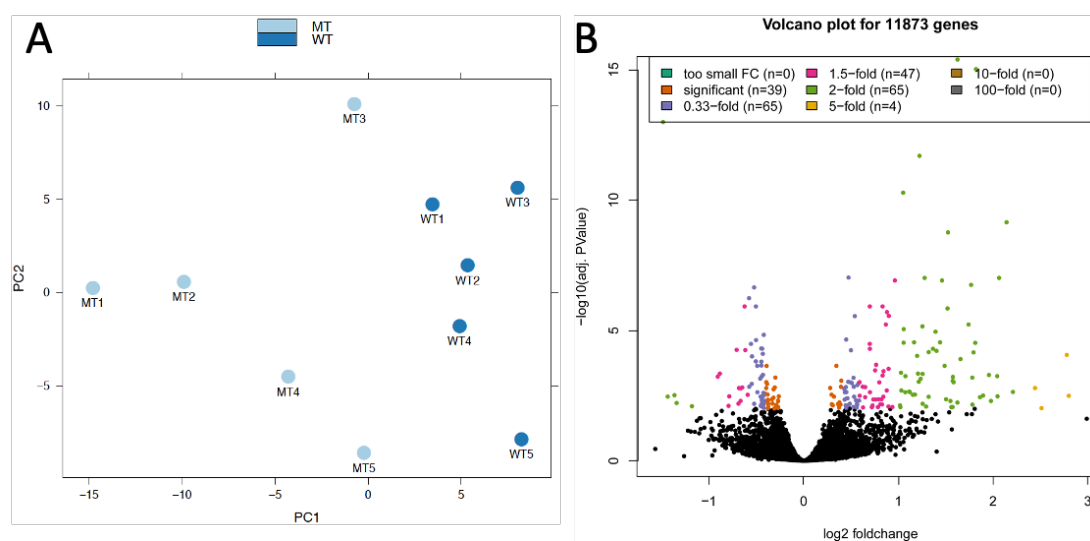 A
MT
WT
10
5
0
−5
PC2
MT3
WT3
WT1
WT2
MT1
MT2
WT4
MT4
MT5
WT5
−15
−10
−5
0
5
PC1
B
Volcano plot for 11873 genes
too small FC (n=0)
significant (n=39)
0.33−fold (n=65)
1.5−fold (n=47)
2−fold (n=65)
5−fold (n=4)
10−fold (n=0)
100−fold (n=0)
15
10
5
0
−log10(adj. PValue)
−1
0
1
2
3
log2 foldchange